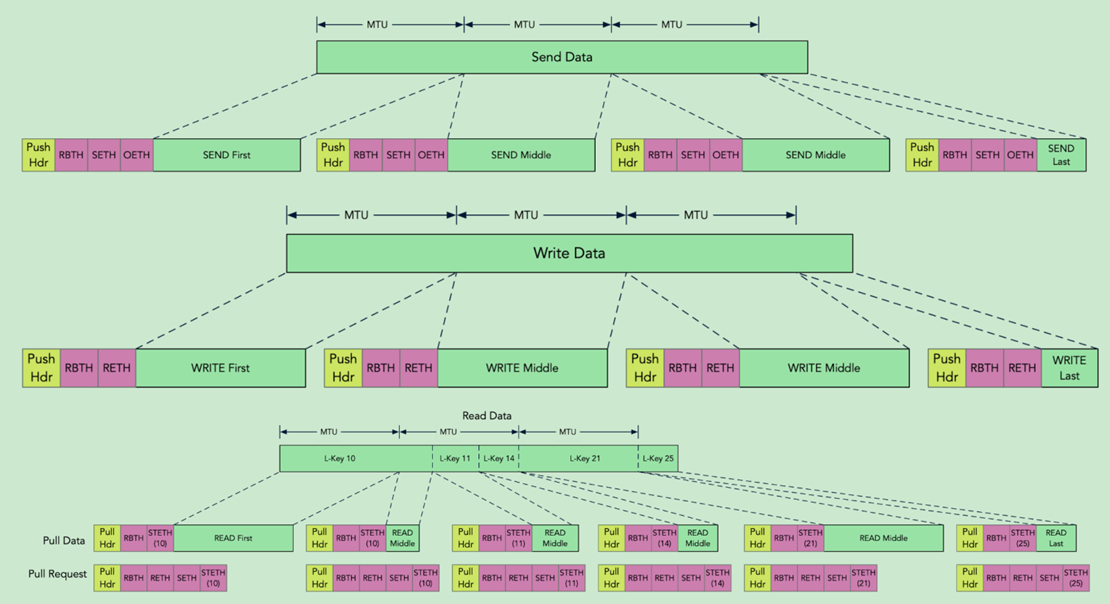 MTU MTU MTU
Send Data
Push Hdr RBTH SETH OETH SEND First
Push Hdr RBTH SETH OETH SEND Middle
Push Hdr RBTH SETH OETH SEND Middle
Push Hdr RBTH SETH OETH SEND Last
MTU MTU MTU
Write Data
Push Hdr RBTH RETH WRITE First
Push Hdr RBTH RETH WRITE Middle
Push Hdr RBTH RETH WRITE Middle
Push Hdr RBTH RETH WRITE Last
Read Data
MTU MTU MTU
L-Key 10 L-Key 11 L-Key 14 L-Key 21 L-Key 25
Pull Data
Pull Hdr RBTH STETH (10) READ First
Pull Hdr RBTH STETH (10) READ Middle
Pull Hdr RBTH STETH (11) READ Middle
Pull Hdr RBTH STETH (14) READ Middle
Pull Hdr RBTH STETH (21) READ Middle
Pull Hdr RBTH STETH (25) READ Last
Pull Request
Pull Hdr RBTH RETH SETH STETH (10)
Pull Hdr RBTH RETH SETH STETH (10)
Pull Hdr RBTH RETH SETH STETH (11)
Pull Hdr RBTH RETH SETH STETH (14)
Pull Hdr RBTH RETH SETH STETH (21)
Pull Hdr RBTH RETH SETH STETH (25)